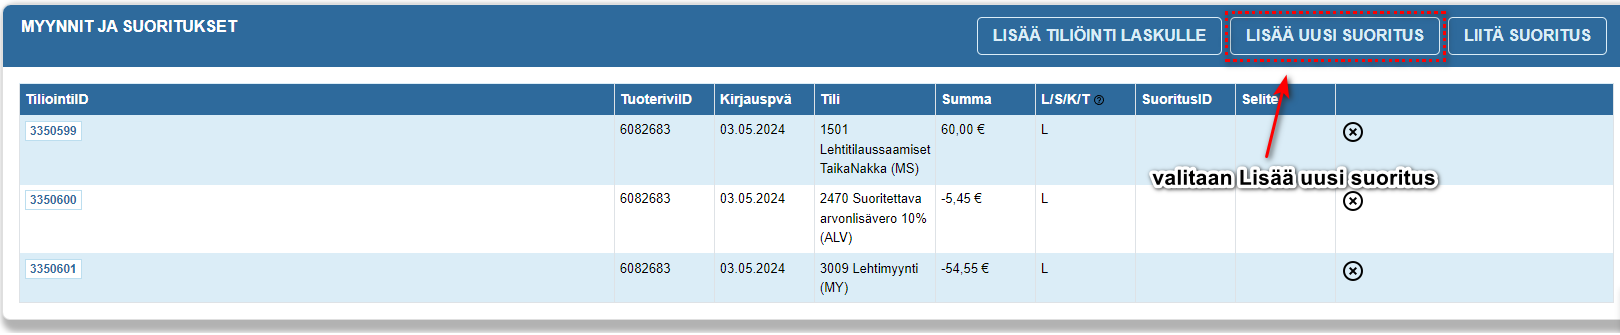 MYYNNIT JA SUORITUKSET
LISÄÄ TILIÖINTI LASKULLE LISÄÄ UUSI SUORITUS LIITÄ SUORITUS
TiliointiID TuoteriviID Kirjauspvä Tili Summa L/S/K/T SuoritusID Selite
3350599 6082683 03.05.2024 1501 60,00 € L
Lehtitilaussaamiset
TaikaNakka (MS)
valitaan Lisää uusi suoritus
3350600 6082683 03.05.2024 2470 Suoritettava -5,45 € L
arvonlisävero 10%
(ALV)
3350601 6082683 03.05.2024 3009 Lehtimyynti -54,55 € L
(MY)